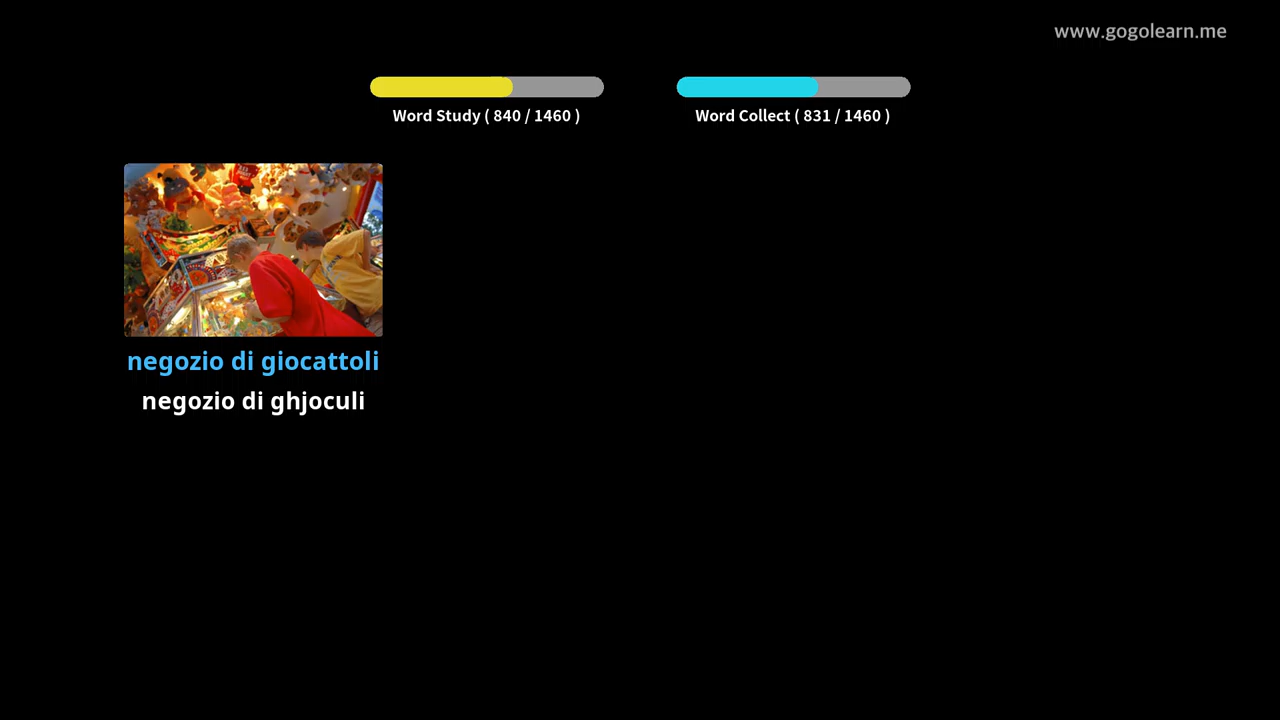 www.gogolearn.me
Word Study ( 840 / 1460 )
Word Collect ( 831 / 1460 )
negozio di giocattoli
negozio di ghjoculi